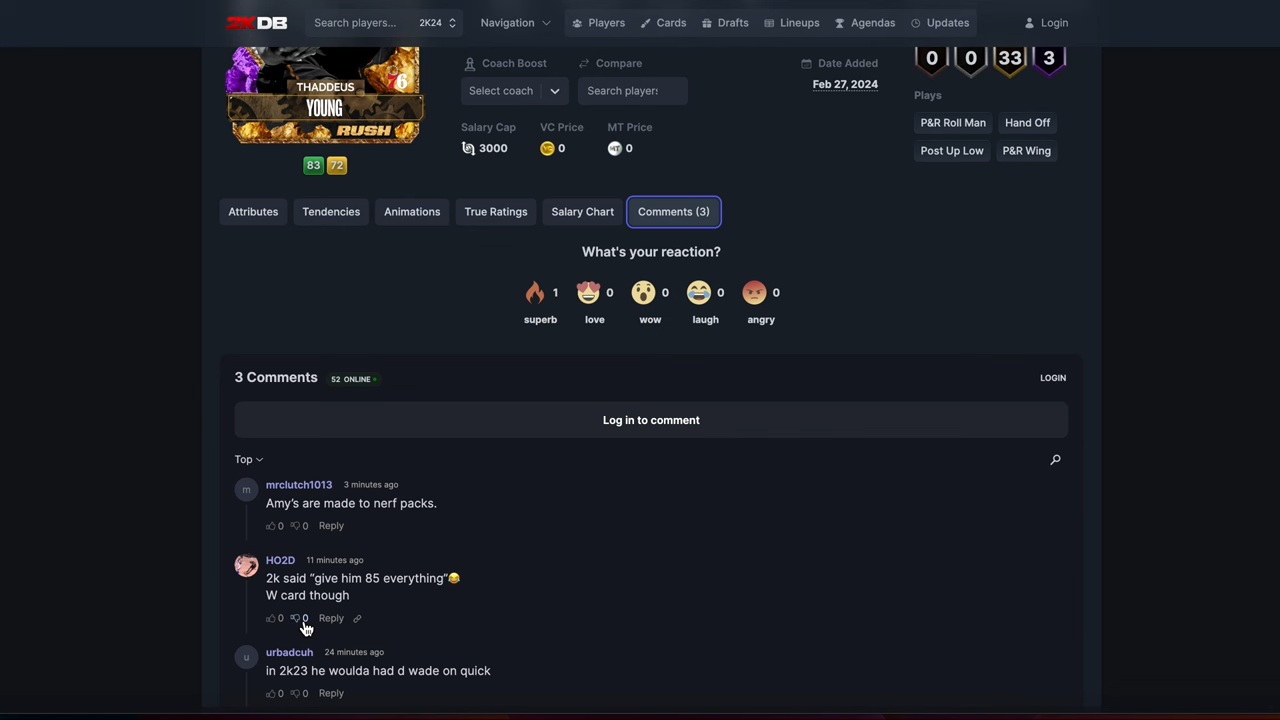 2KDB
Search players...
2K24
Navigation
Players
Cards
Drafts
Lineups
Agendas
Updates
Login
6
THADDEUS
YOUNG
RUSH
83
72
Coach Boost
Compare
Select coach
Search player
Date Added
Feb 27, 2024
Salary Cap
VC Price
MT Price
3000
VC
0
MT
0
0
0
33
3
Plays
P&R Roll Man
Hand Off
Post Up Low
P&R Wing
Attributes
Tendencies
Animations
True Ratings
Salary Chart
Comments (3)
What's your reaction?
1
0
0
0
0
superb
love
wow
laugh
angry
3 Comments
52 ONLINE
LOGIN
Log in to comment
Top
m
mrclutch1013
3 minutes ago
Amy's are made to nerf packs.
0
0
Reply
HO2D
11 minutes ago
2k said "give him 85 everything"😂
W card though
0
0
Reply
u
urbadcuh
24 minutes ago
in 2k23 he woulda had d wade on quick
0
0
Reply